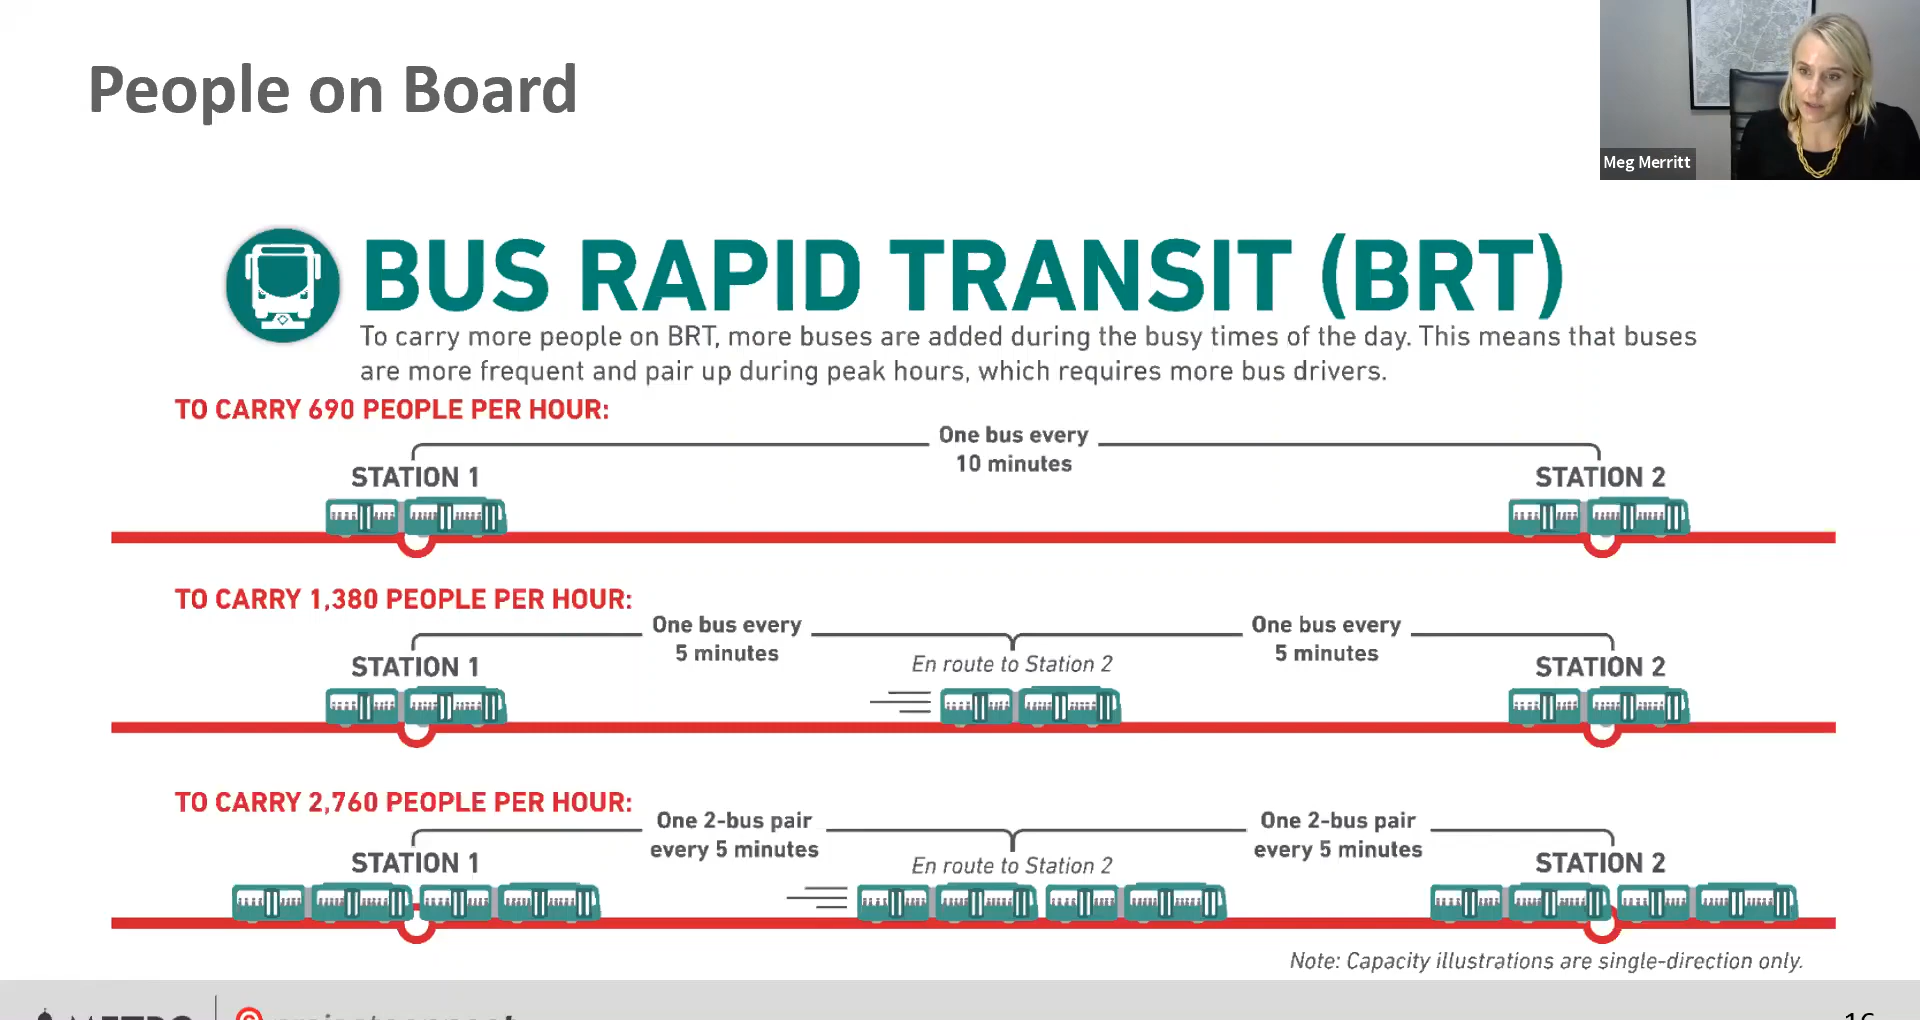 People on Board
Meg Merritt
BUS RAPID TRANSIT (BRT)
To carry more people on BRT, more buses are added during the busy times of the day. This means that buses
are more frequent and pair up during peak hours, which requires more bus drivers.
TO CARRY 690 PEOPLE PER HOUR:
One bus every
10 minutes
STATION 1
STATION 2
TO CARRY 1,380 PEOPLE PER HOUR:
One bus every
5 minutes
One bus every
5 minutes
STATION 1
En route to Station 2
STATION 2
TO CARRY 2,760 PEOPLE PER HOUR:
One 2-bus pair
every 5 minutes
One 2-bus pair
every 5 minutes
STATION 1
En route to Station 2
STATION 2
Note: Capacity illustrations are single-direction only.
METRO
16